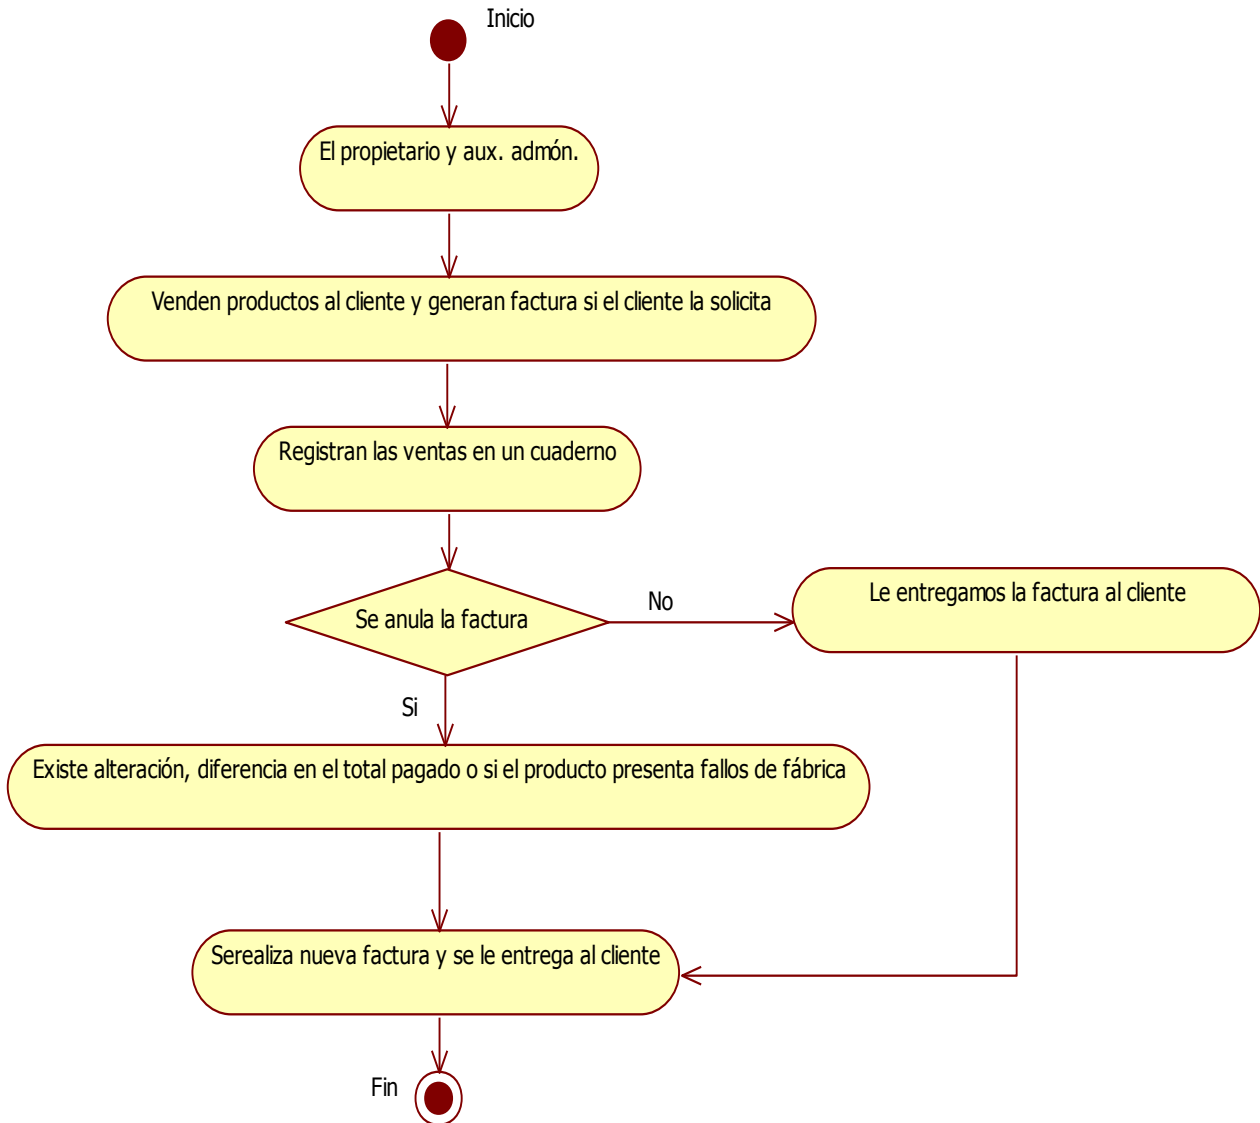 Inicio
El propietario y aux. admón.
Venden productos al cliente y generan factura si el cliente la solicita
Registran las ventas en un cuaderno
Se anula la factura
No
Le entregamos la factura al cliente
Si
Existe alteración, diferencia en el total pagado o si el producto presenta fallos de fábrica
Serealiza nueva factura y se le entrega al cliente
Fin